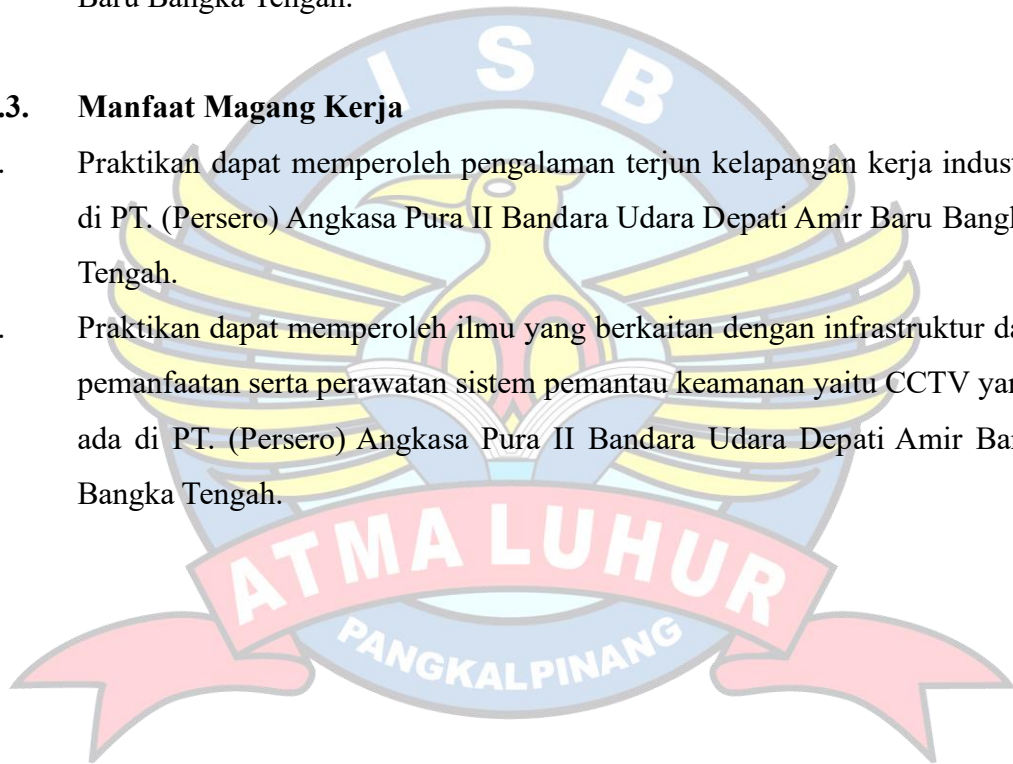 Baru Bangka Tengah.
.3. Manfaat Magang Kerja
. Praktikan dapat memperoleh pengalaman terjun kelapangan kerja indust
di PT. (Persero) Angkasa Pura II Bandara Udara Depati Amir Baru Bangk
Tengah.
. Praktikan dapat memperoleh ilmu yang berkaitan dengan infrastruktur da
pemanfaatan serta perawatan sistem pemantau keamanan yaitu CCTV yan
ada di PT. (Persero) Angkasa Pura II Bandara Udara Depati Amir Bar
Bangka Tengah.
I S B
ATMA LUHUR
PANGKALPINANG